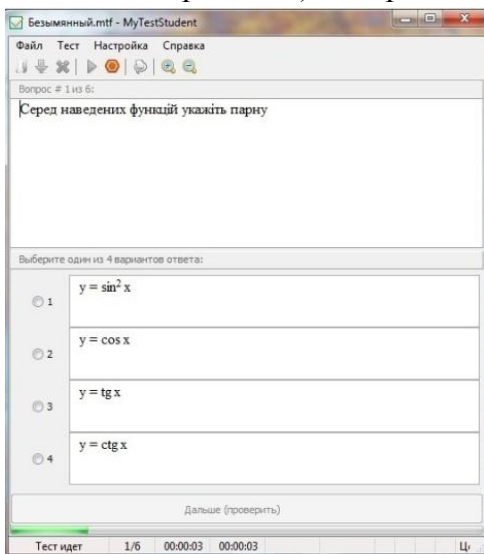 Безымянный.mtf - MyTestStudent
Файл Тест Настройка Справка
Вопрос # 1 из 6:
Серед наведених функцій укажіть парну
Выберите один из 4 вариантов ответа:
1 y = sin² x
2 y = cos x
3 y = tg x
4 y = ctg x
Дальше (проверить)
Тест идет 1/6 00:00:03 00:00:03